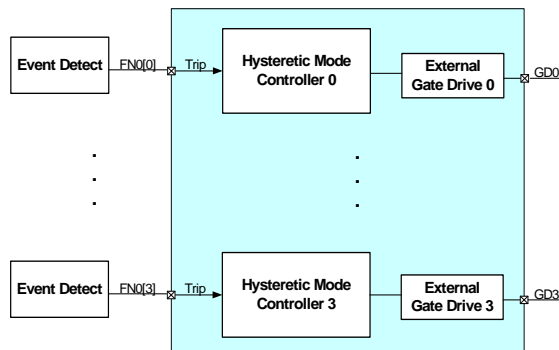 Event Detect
FN0[0]
Trip
Hysteretic Mode
Controller 0
External
Gate Drive 0
GD0
Event Detect
FN0[3]
Trip
Hysteretic Mode
Controller 3
External
Gate Drive 3
GD3